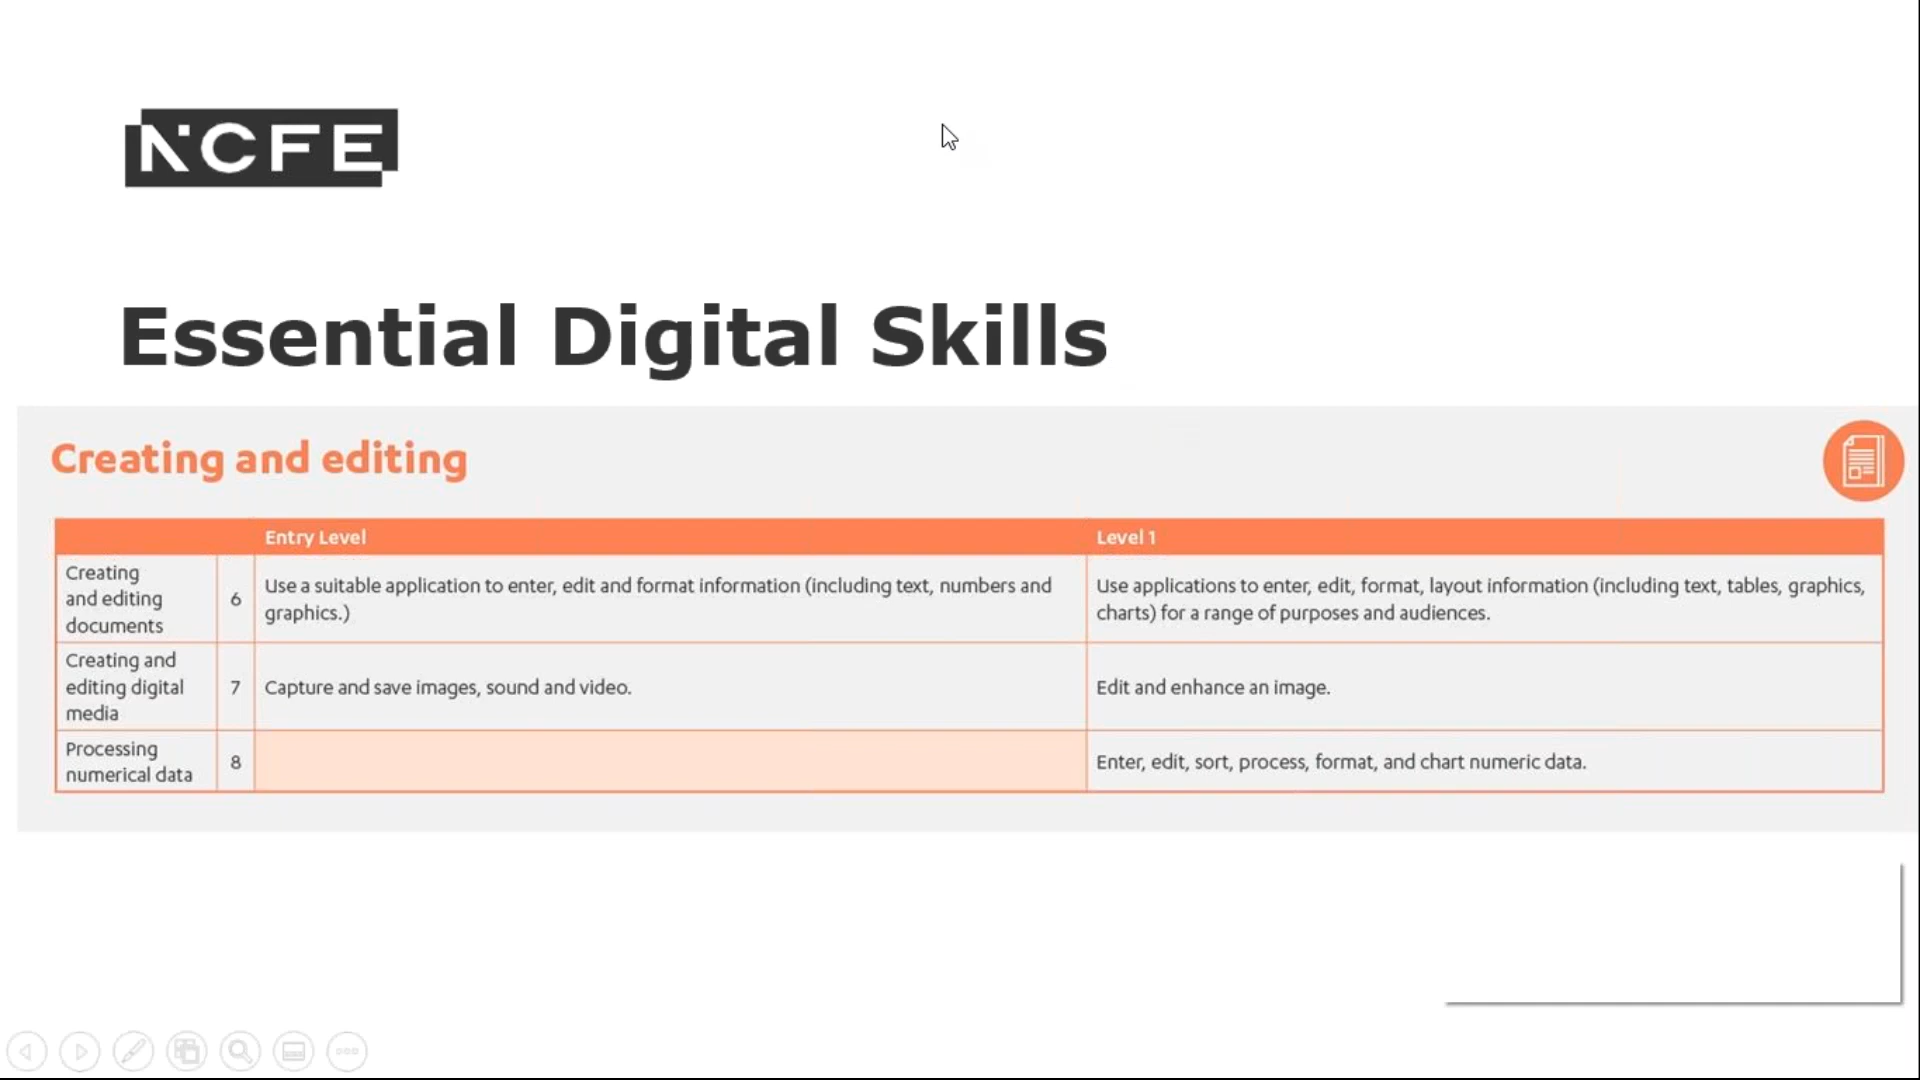 NCFE
Essential Digital Skills
Creating and editing
Entry Level
Level 1
Creating
and editing
documents
6
Use a suitable application to enter, edit and format information (including text, numbers and
graphics.)
Use applications to enter, edit, format, layout information (including text, tables, graphics,
charts) for a range of purposes and audiences.
Creating and
editing digital
media
7
Capture and save images, sound and video.
Edit and enhance an image.
Processing
numerical data
8
Enter, edit, sort, process, format, and chart numeric data.